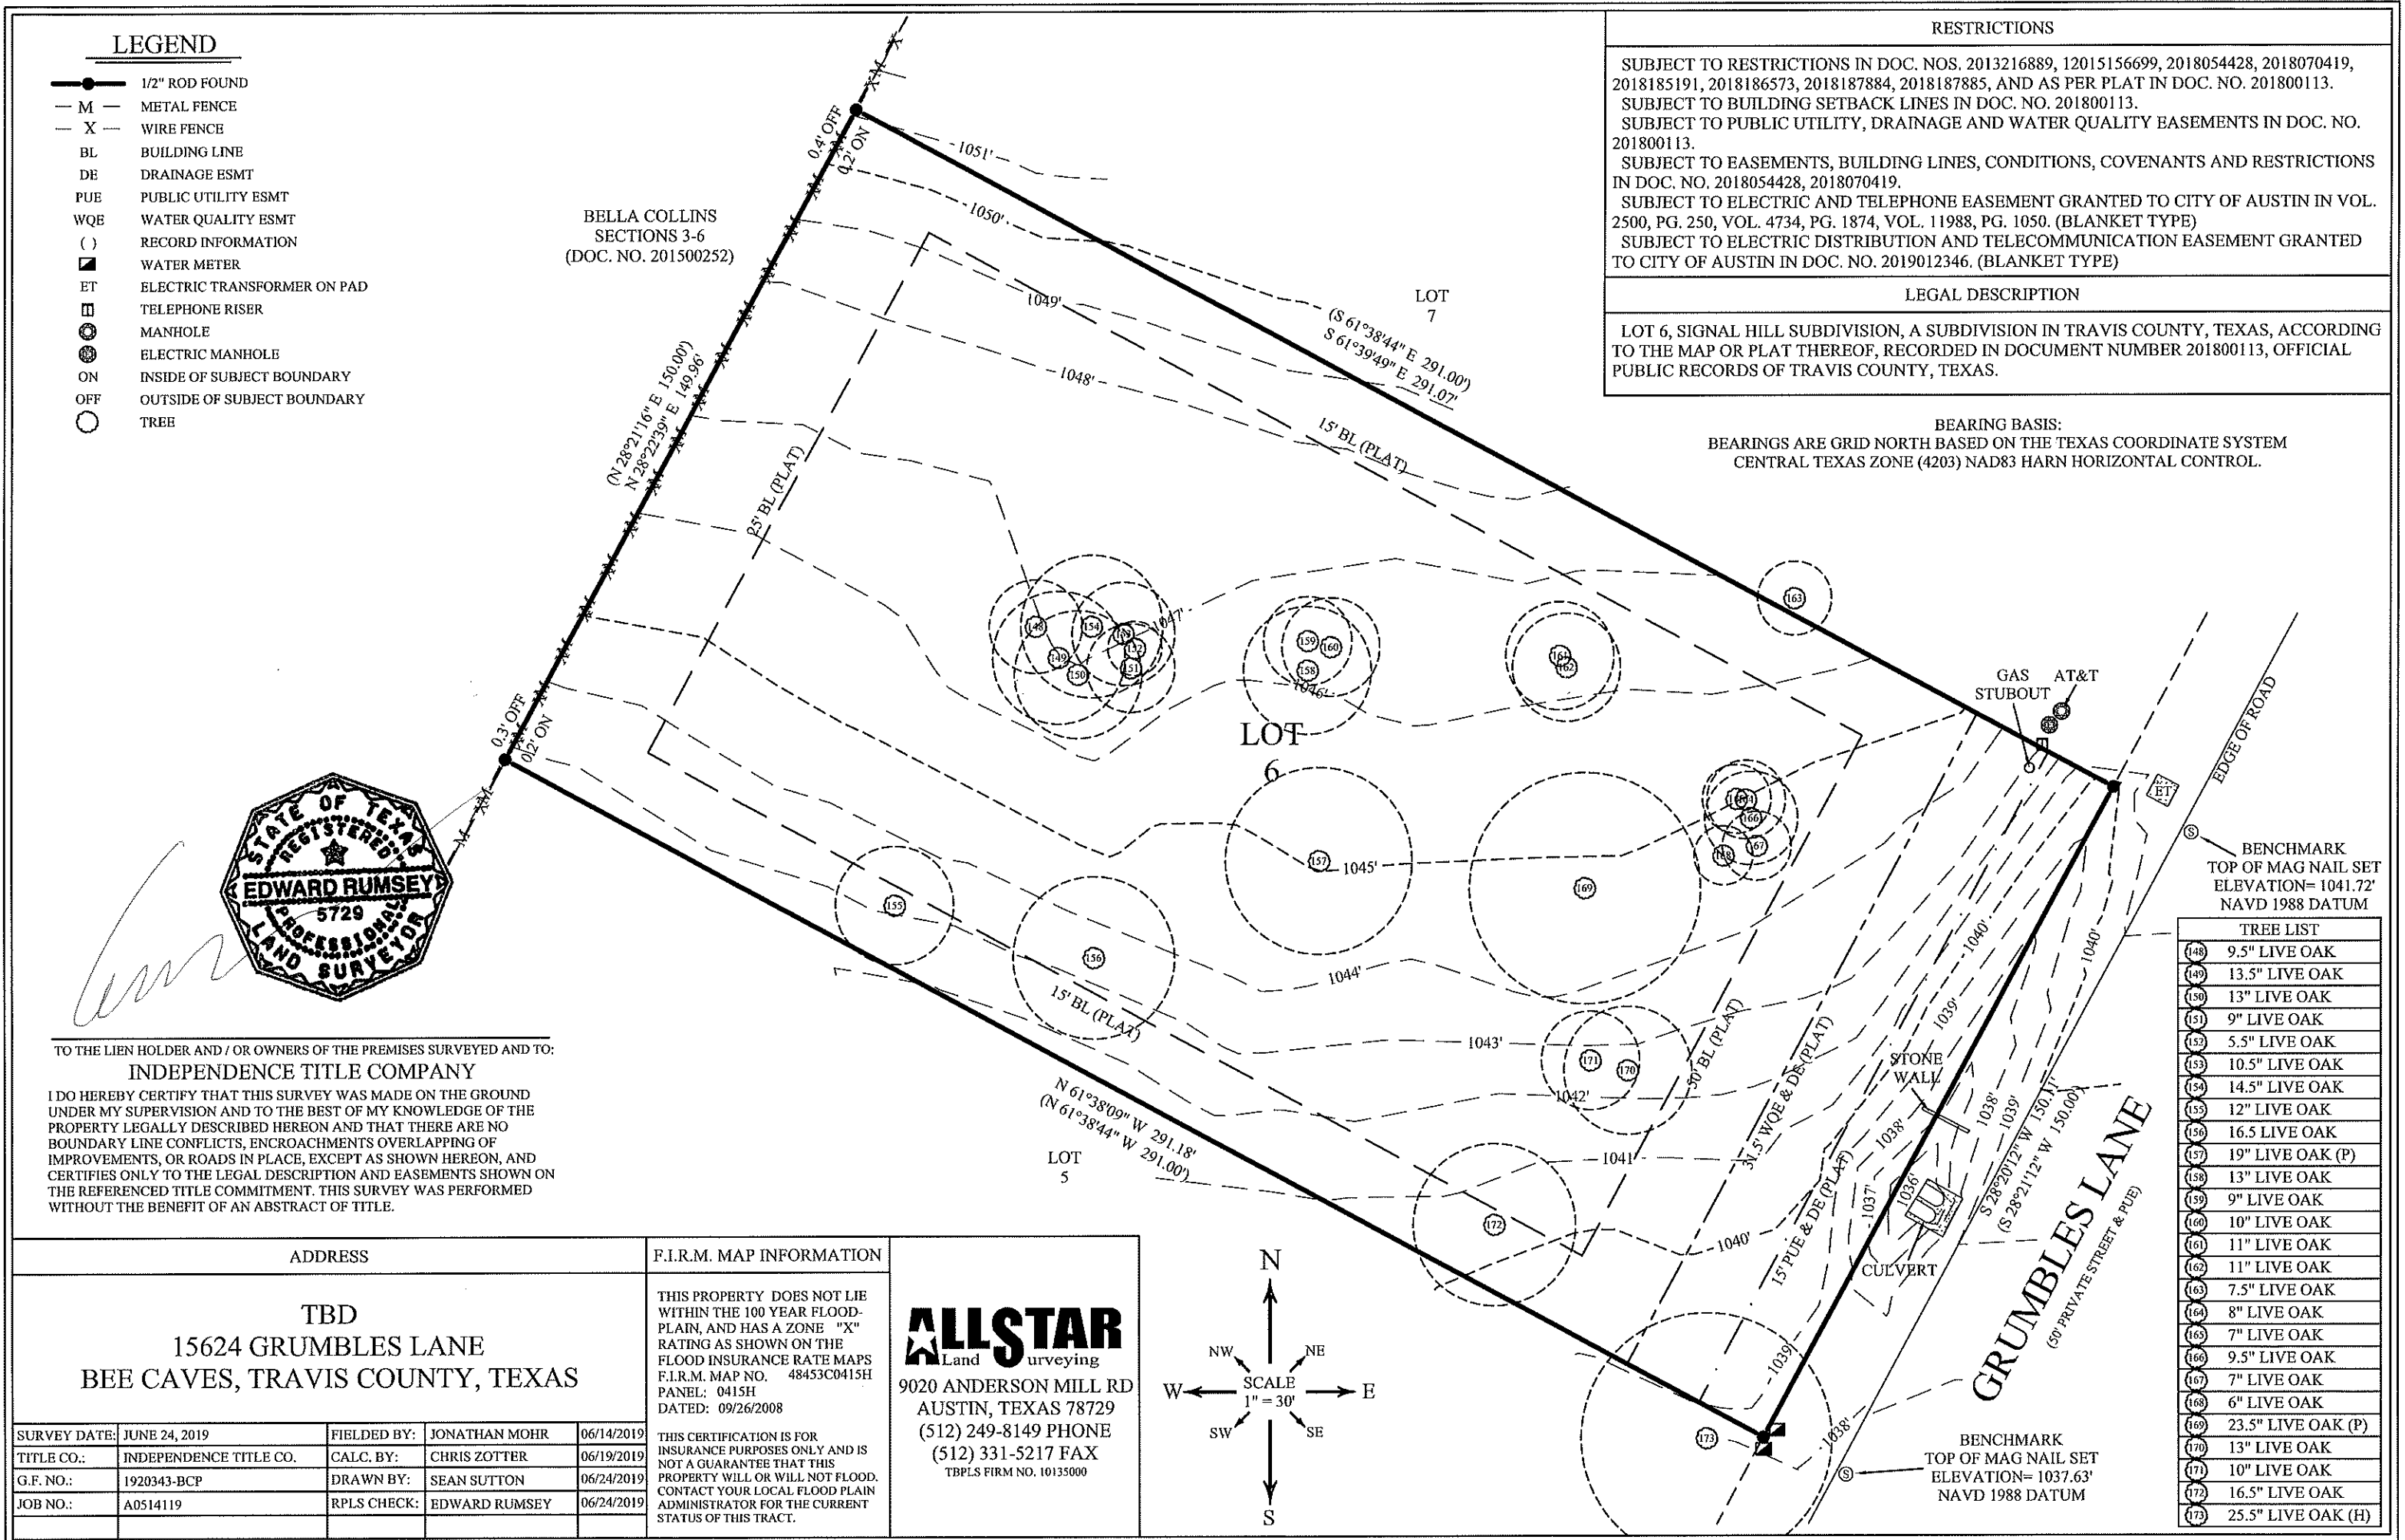 LEGEND
1/2" ROD FOUND
— M — METAL FENCE
— X — WIRE FENCE
BL BUILDING LINE
DE DRAINAGE ESMT
PUE PUBLIC UTILITY ESMT
WQE WATER QUALITY ESMT
( ) RECORD INFORMATION
WATER METER
ET ELECTRIC TRANSFORMER ON PAD
TELEPHONE RISER
MANHOLE
ELECTRIC MANHOLE
ON INSIDE OF SUBJECT BOUNDARY
OFF OUTSIDE OF SUBJECT BOUNDARY
TREE
RESTRICTIONS
SUBJECT TO RESTRICTIONS IN DOC. NOS. 2013216889, 12015156699, 2018054428, 2018070419,
2018185191, 2018186573, 2018187884, 2018187885, AND AS PER PLAT IN DOC. NO. 201800113.
SUBJECT TO BUILDING SETBACK LINES IN DOC. NO. 201800113.
SUBJECT TO PUBLIC UTILITY, DRAINAGE AND WATER QUALITY EASEMENTS IN DOC. NO.
201800113.
SUBJECT TO EASEMENTS, BUILDING LINES, CONDITIONS, COVENANTS AND RESTRICTIONS
IN DOC. NO. 2018054428, 2018070419.
SUBJECT TO ELECTRIC AND TELEPHONE EASEMENT GRANTED TO CITY OF AUSTIN IN VOL.
2500, PG. 250, VOL. 4734, PG. 1874, VOL. 11988, PG. 1050. (BLANKET TYPE)
SUBJECT TO ELECTRIC DISTRIBUTION AND TELECOMMUNICATION EASEMENT GRANTED
TO CITY OF AUSTIN IN DOC. NO. 2019012346. (BLANKET TYPE)
LEGAL DESCRIPTION
LOT 6, SIGNAL HILL SUBDIVISION, A SUBDIVISION IN TRAVIS COUNTY, TEXAS, ACCORDING
TO THE MAP OR PLAT THEREOF, RECORDED IN DOCUMENT NUMBER 201800113, OFFICIAL
PUBLIC RECORDS OF TRAVIS COUNTY, TEXAS.
BEARING BASIS:
BEARINGS ARE GRID NORTH BASED ON THE TEXAS COORDINATE SYSTEM
CENTRAL TEXAS ZONE (4203) NAD83 HARN HORIZONTAL CONTROL.
X
M
0.4' OFF
0.2' ON
BELLA COLLINS
SECTIONS 3-6
(DOC. NO. 201500252)
1051'
1050'
1049'
1048'
LOT
7
(S 61°38'44" E 291.00')
S 61°39'49" E 291.07'
(N 28°21'16" E 150.00')
N 28°22'39" E 149.96'
25' BL (PLAT)
15' BL (PLAT)
148
154
1047'
149
150
151
152
153
159
160
158
1046'
161
162
163
LOT
6
GAS
STUBOUT
AT&T
EDGE OF ROAD
0.3' OFF
0.2' ON
M
XM
ET
S
BENCHMARK
TOP OF MAG NAIL SET
ELEVATION= 1041.72'
NAVD 1988 DATUM
164
166
167
168
157
1045'
169
155
156
1044'
15' BL (PLAT)
1043'
171
170
1042'
1041'
172
1040'
N 61°38'09" W 291.18'
(N 61°38'44" W 291.00')
LOT
5
50' BL (PLAT)
31.5' WQE & DE (PLAT)
15' PUE & DE (PLAT)
1040'
1040'
1039'
STONE
WALL
1038'
1038'
1039'
1037'
1036'
CULVERT
S 28°20'12" W 150.11'
(S 28°21'12" W 150.00')
GRUMBLES LANE
(50' PRIVATE STREET & PUE)
1039'
1038'
173
S
BENCHMARK
TOP OF MAG NAIL SET
ELEVATION= 1037.63'
NAVD 1988 DATUM
TREE LIST
148 9.5" LIVE OAK
149 13.5" LIVE OAK
150 13" LIVE OAK
151 9" LIVE OAK
152 5.5" LIVE OAK
153 10.5" LIVE OAK
154 14.5" LIVE OAK
155 12" LIVE OAK
156 16.5 LIVE OAK
157 19" LIVE OAK (P)
158 13" LIVE OAK
159 9" LIVE OAK
160 10" LIVE OAK
161 11" LIVE OAK
162 11" LIVE OAK
163 7.5" LIVE OAK
164 8" LIVE OAK
165 7" LIVE OAK
166 9.5" LIVE OAK
167 7" LIVE OAK
168 6" LIVE OAK
169 23.5" LIVE OAK (P)
170 13" LIVE OAK
171 10" LIVE OAK
172 16.5" LIVE OAK
173 25.5" LIVE OAK (H)
STATE OF TEXAS
REGISTERED
EDWARD RUMSEY
5729
PROFESSIONAL
LAND SURVEYOR
TO THE LIEN HOLDER AND / OR OWNERS OF THE PREMISES SURVEYED AND TO:
INDEPENDENCE TITLE COMPANY
I DO HEREBY CERTIFY THAT THIS SURVEY WAS MADE ON THE GROUND
UNDER MY SUPERVISION AND TO THE BEST OF MY KNOWLEDGE OF THE
PROPERTY LEGALLY DESCRIBED HEREON AND THAT THERE ARE NO
BOUNDARY LINE CONFLICTS, ENCROACHMENTS OVERLAPPING OF
IMPROVEMENTS, OR ROADS IN PLACE, EXCEPT AS SHOWN HEREON, AND
CERTIFIES ONLY TO THE LEGAL DESCRIPTION AND EASEMENTS SHOWN ON
THE REFERENCED TITLE COMMITMENT. THIS SURVEY WAS PERFORMED
WITHOUT THE BENEFIT OF AN ABSTRACT OF TITLE.
ADDRESS
TBD
15624 GRUMBLES LANE
BEE CAVES, TRAVIS COUNTY, TEXAS
SURVEY DATE: JUNE 24, 2019 FIELDED BY: JONATHAN MOHR 06/14/2019
TITLE CO.: INDEPENDENCE TITLE CO. CALC. BY: CHRIS ZOTTER 06/19/2019
G.F. NO.: 1920343-BCP DRAWN BY: SEAN SUTTON 06/24/2019
JOB NO.: A0514119 RPLS CHECK: EDWARD RUMSEY 06/24/2019
F.I.R.M. MAP INFORMATION
THIS PROPERTY DOES NOT LIE
WITHIN THE 100 YEAR FLOOD-
PLAIN, AND HAS A ZONE "X"
RATING AS SHOWN ON THE
FLOOD INSURANCE RATE MAPS
F.I.R.M. MAP NO. 48453C0415H
PANEL: 0415H
DATED: 09/26/2008
THIS CERTIFICATION IS FOR
INSURANCE PURPOSES ONLY AND IS
NOT A GUARANTEE THAT THIS
PROPERTY WILL OR WILL NOT FLOOD.
CONTACT YOUR LOCAL FLOOD PLAIN
ADMINISTRATOR FOR THE CURRENT
STATUS OF THIS TRACT.
ALLSTAR
Land Surveying
9020 ANDERSON MILL RD
AUSTIN, TEXAS 78729
(512) 249-8149 PHONE
(512) 331-5217 FAX
TBPLS FIRM NO. 10135000
N
NW NE
W SCALE E
1" = 30'
SW SE
S